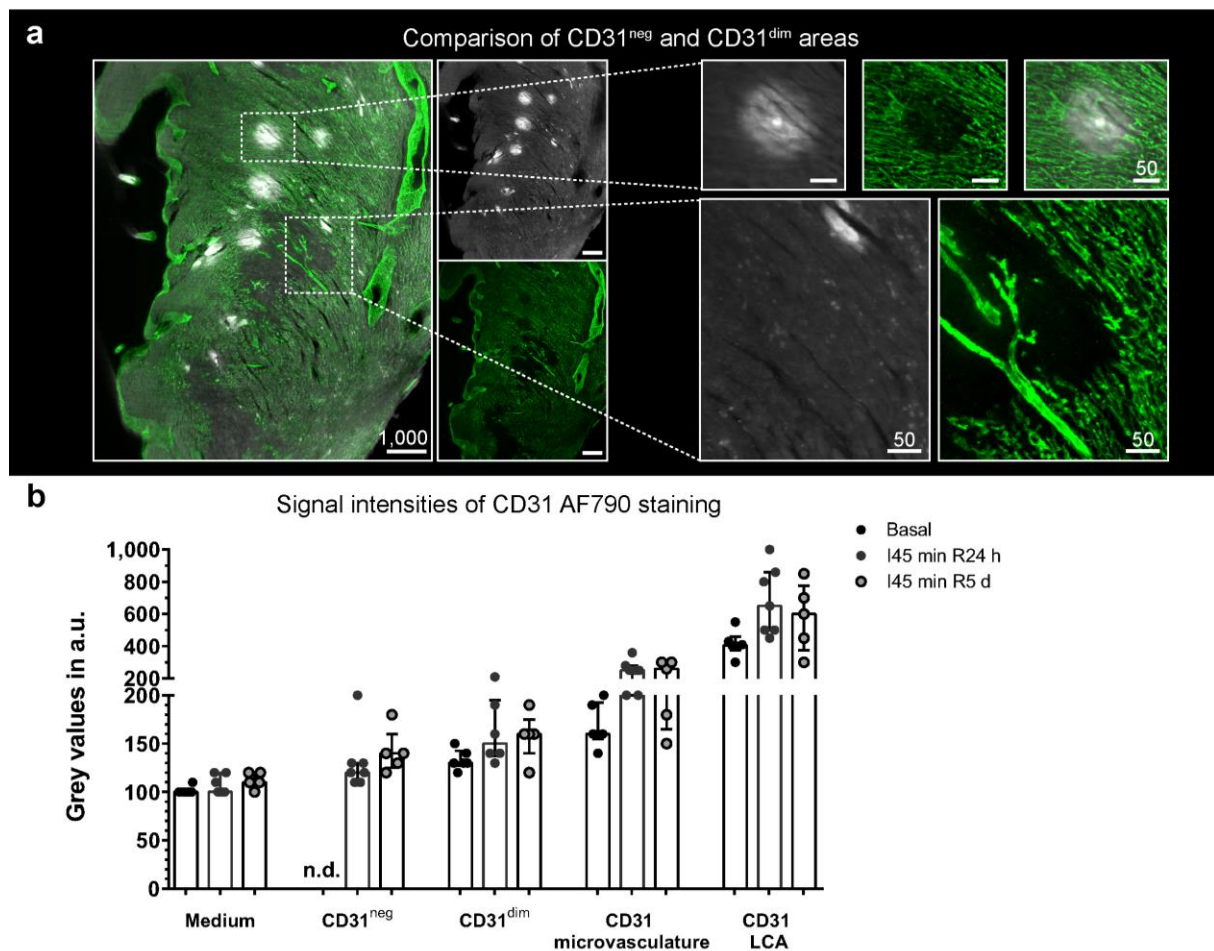 a
Comparison of CD31neg and CD31dim areas
50
1,000
50
50
b
Signal intensities of CD31 AF790 staining
Basal
I45 min R24 h
I45 min R5 d
Grey values in a.u.
1,000
800
600
400
200
200
150
100
50
0
n.d.
Medium
CD31neg
CD31dim
CD31
microvasculature
CD31
LCA